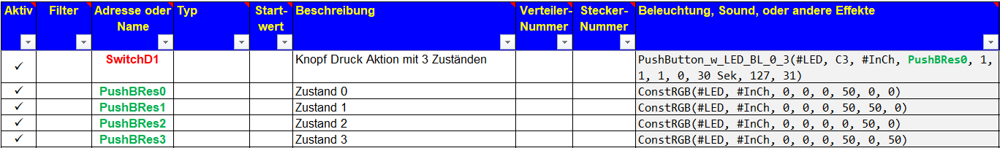 Aktiv Filter Adresse oder Name Typ Start-wert Beschreibung Verteiler-Nummer Stecker-Nummer Beleuchtung, Sound, oder andere Effekte
✓ SwitchD1 Knopf Druck Aktion mit 3 Zuständen PushButton_w_LED_BL_0_3(#LED, C3, #InCh, PushBRes0, 1,
1, 1, 0, 30 Sek, 127, 31)
✓ PushBRes0 Zustand 0 ConstRGB(#LED, #InCh, 0, 0, 0, 50, 0, 0)
✓ PushBRes1 Zustand 1 ConstRGB(#LED, #InCh, 0, 0, 0, 50, 50, 0)
✓ PushBRes2 Zustand 2 ConstRGB(#LED, #InCh, 0, 0, 0, 0, 50, 0)
✓ PushBRes3 Zustand 3 ConstRGB(#LED, #InCh, 0, 0, 0, 50, 0, 50)